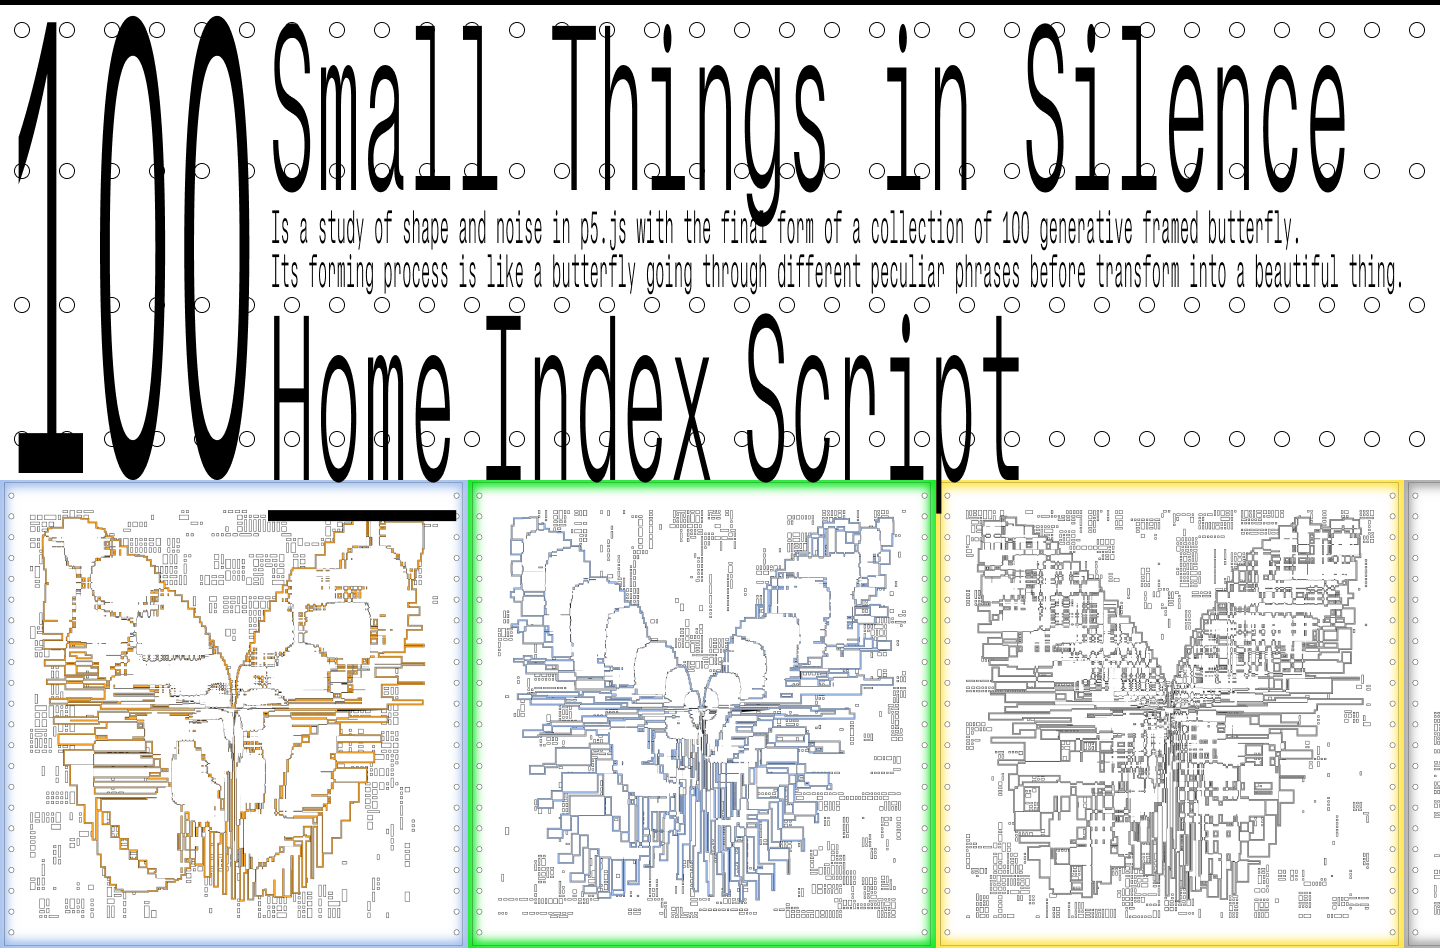 100 Small Things in Silence
Is a study of shape and noise in p5.js with the final form of a collection of 100 generative framed butterfly.
Its forming process is like a butterfly going through different peculiar phrases before transform into a beautiful thing.
Home Index Script